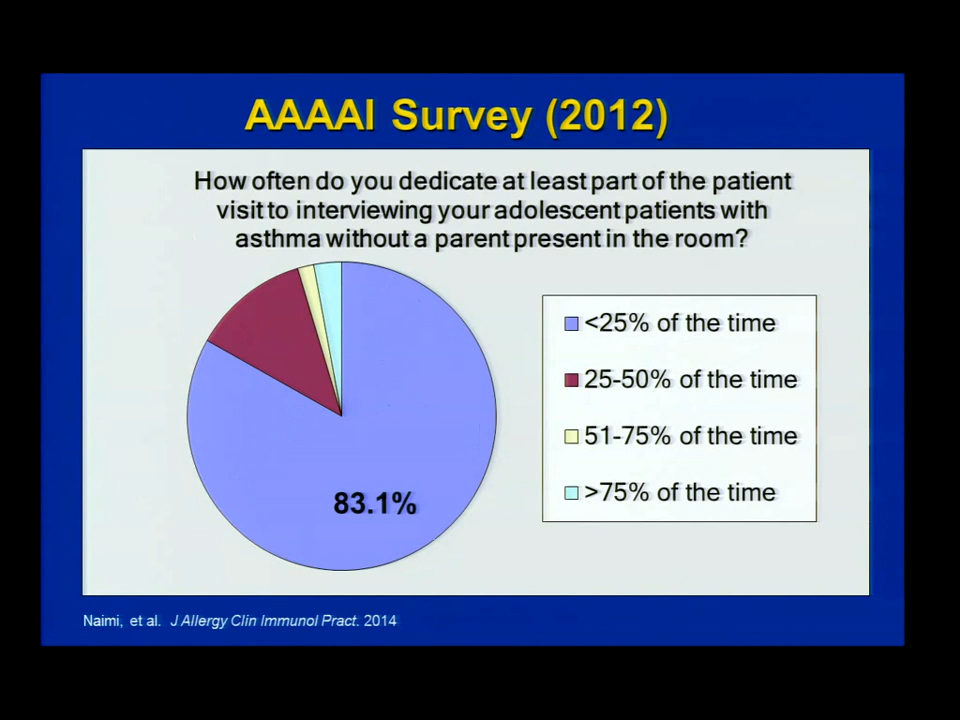 AAAAI Survey (2012)
How often do you dedicate at least part of the patient
visit to interviewing your adolescent patients with
asthma without a parent present in the room?
<25% of the time
25-50% of the time
51-75% of the time
>75% of the time
83.1%
Naimi, et al. J Allergy Clin Immunol Pract. 2014